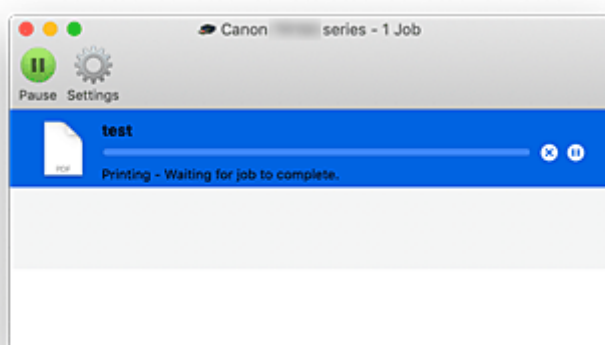 Canon series - 1 Job
Pause Settings
test
PDF
Printing - Waiting for job to complete.